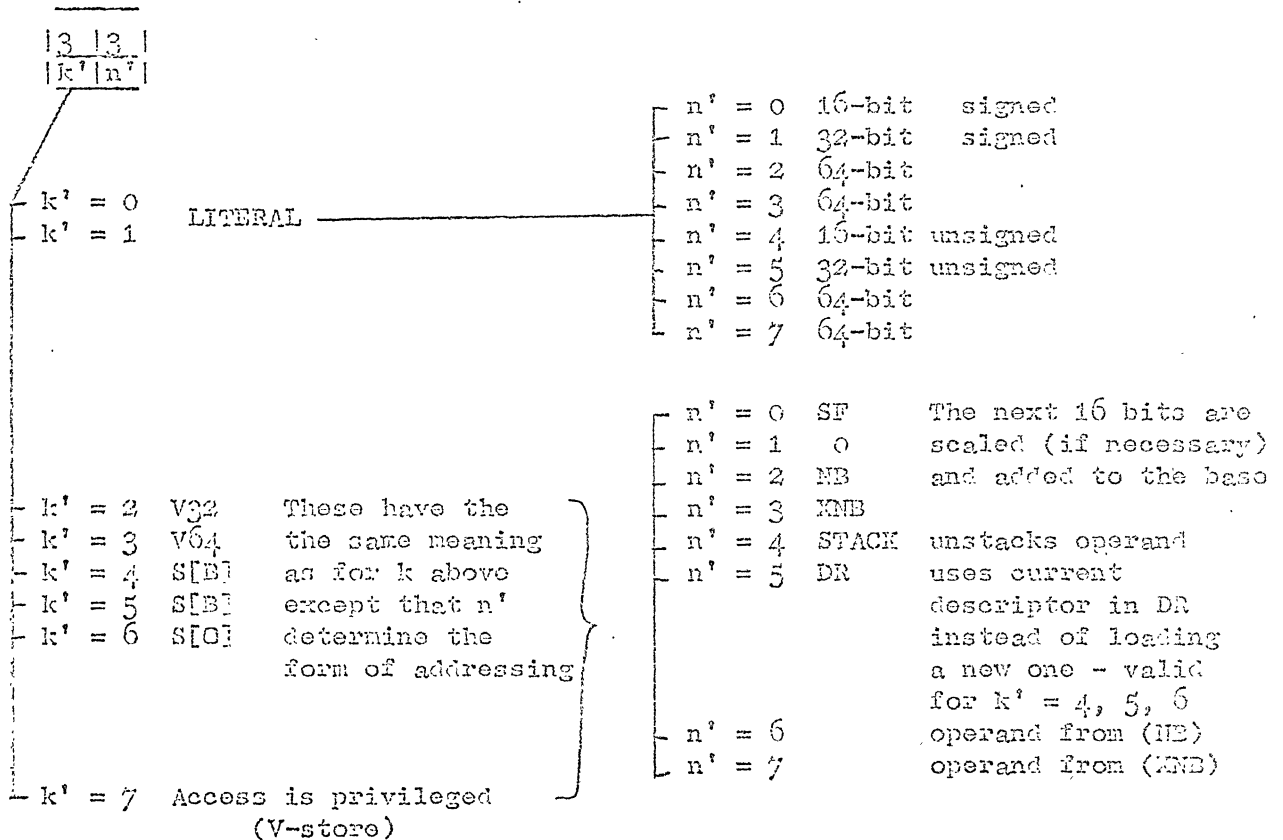 |3 |3 |
|k'|n'|
k' = 0
k' = 1
LITERAL
n' = 0 16-bit signed
n' = 1 32-bit signed
n' = 2 64-bit
n' = 3 64-bit
n' = 4 16-bit unsigned
n' = 5 32-bit unsigned
n' = 6 64-bit
n' = 7 64-bit
k' = 2 V32 These have the
k' = 3 V64 the same meaning
k' = 4 S[B] as for k above
k' = 5 S[B] except that n'
k' = 6 S[0] determine the
form of addressing
k' = 7 Access is privileged
(V-store)
n' = 0 SF The next 16 bits are
n' = 1 0 scaled (if necessary)
n' = 2 NB and added to the base
n' = 3 XNB
n' = 4 STACK unstacks operand
n' = 5 DR uses current
descriptor in DR
instead of loading
a new one - valid
for k' = 4, 5, 6
n' = 6 operand from (NB)
n' = 7 operand from (XNB)